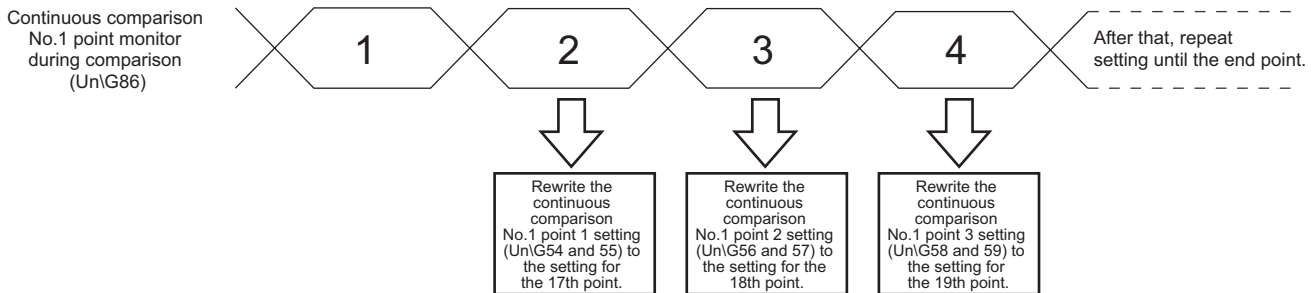 Continuous comparison
No.1 point monitor
during comparison
(Un\G86)
1
2
3
4
After that, repeat
setting until the end point.
Rewrite the
continuous
comparison
No.1 point 1 setting
(Un\G54 and 55) to
the setting for
the 17th point.
Rewrite the
continuous
comparison
No.1 point 2 setting
(Un\G56 and 57) to
the setting for the
18th point.
Rewrite the
continuous
comparison
No.1 point 3 setting
(Un\G58 and 59) to
the setting for
the 19th point.